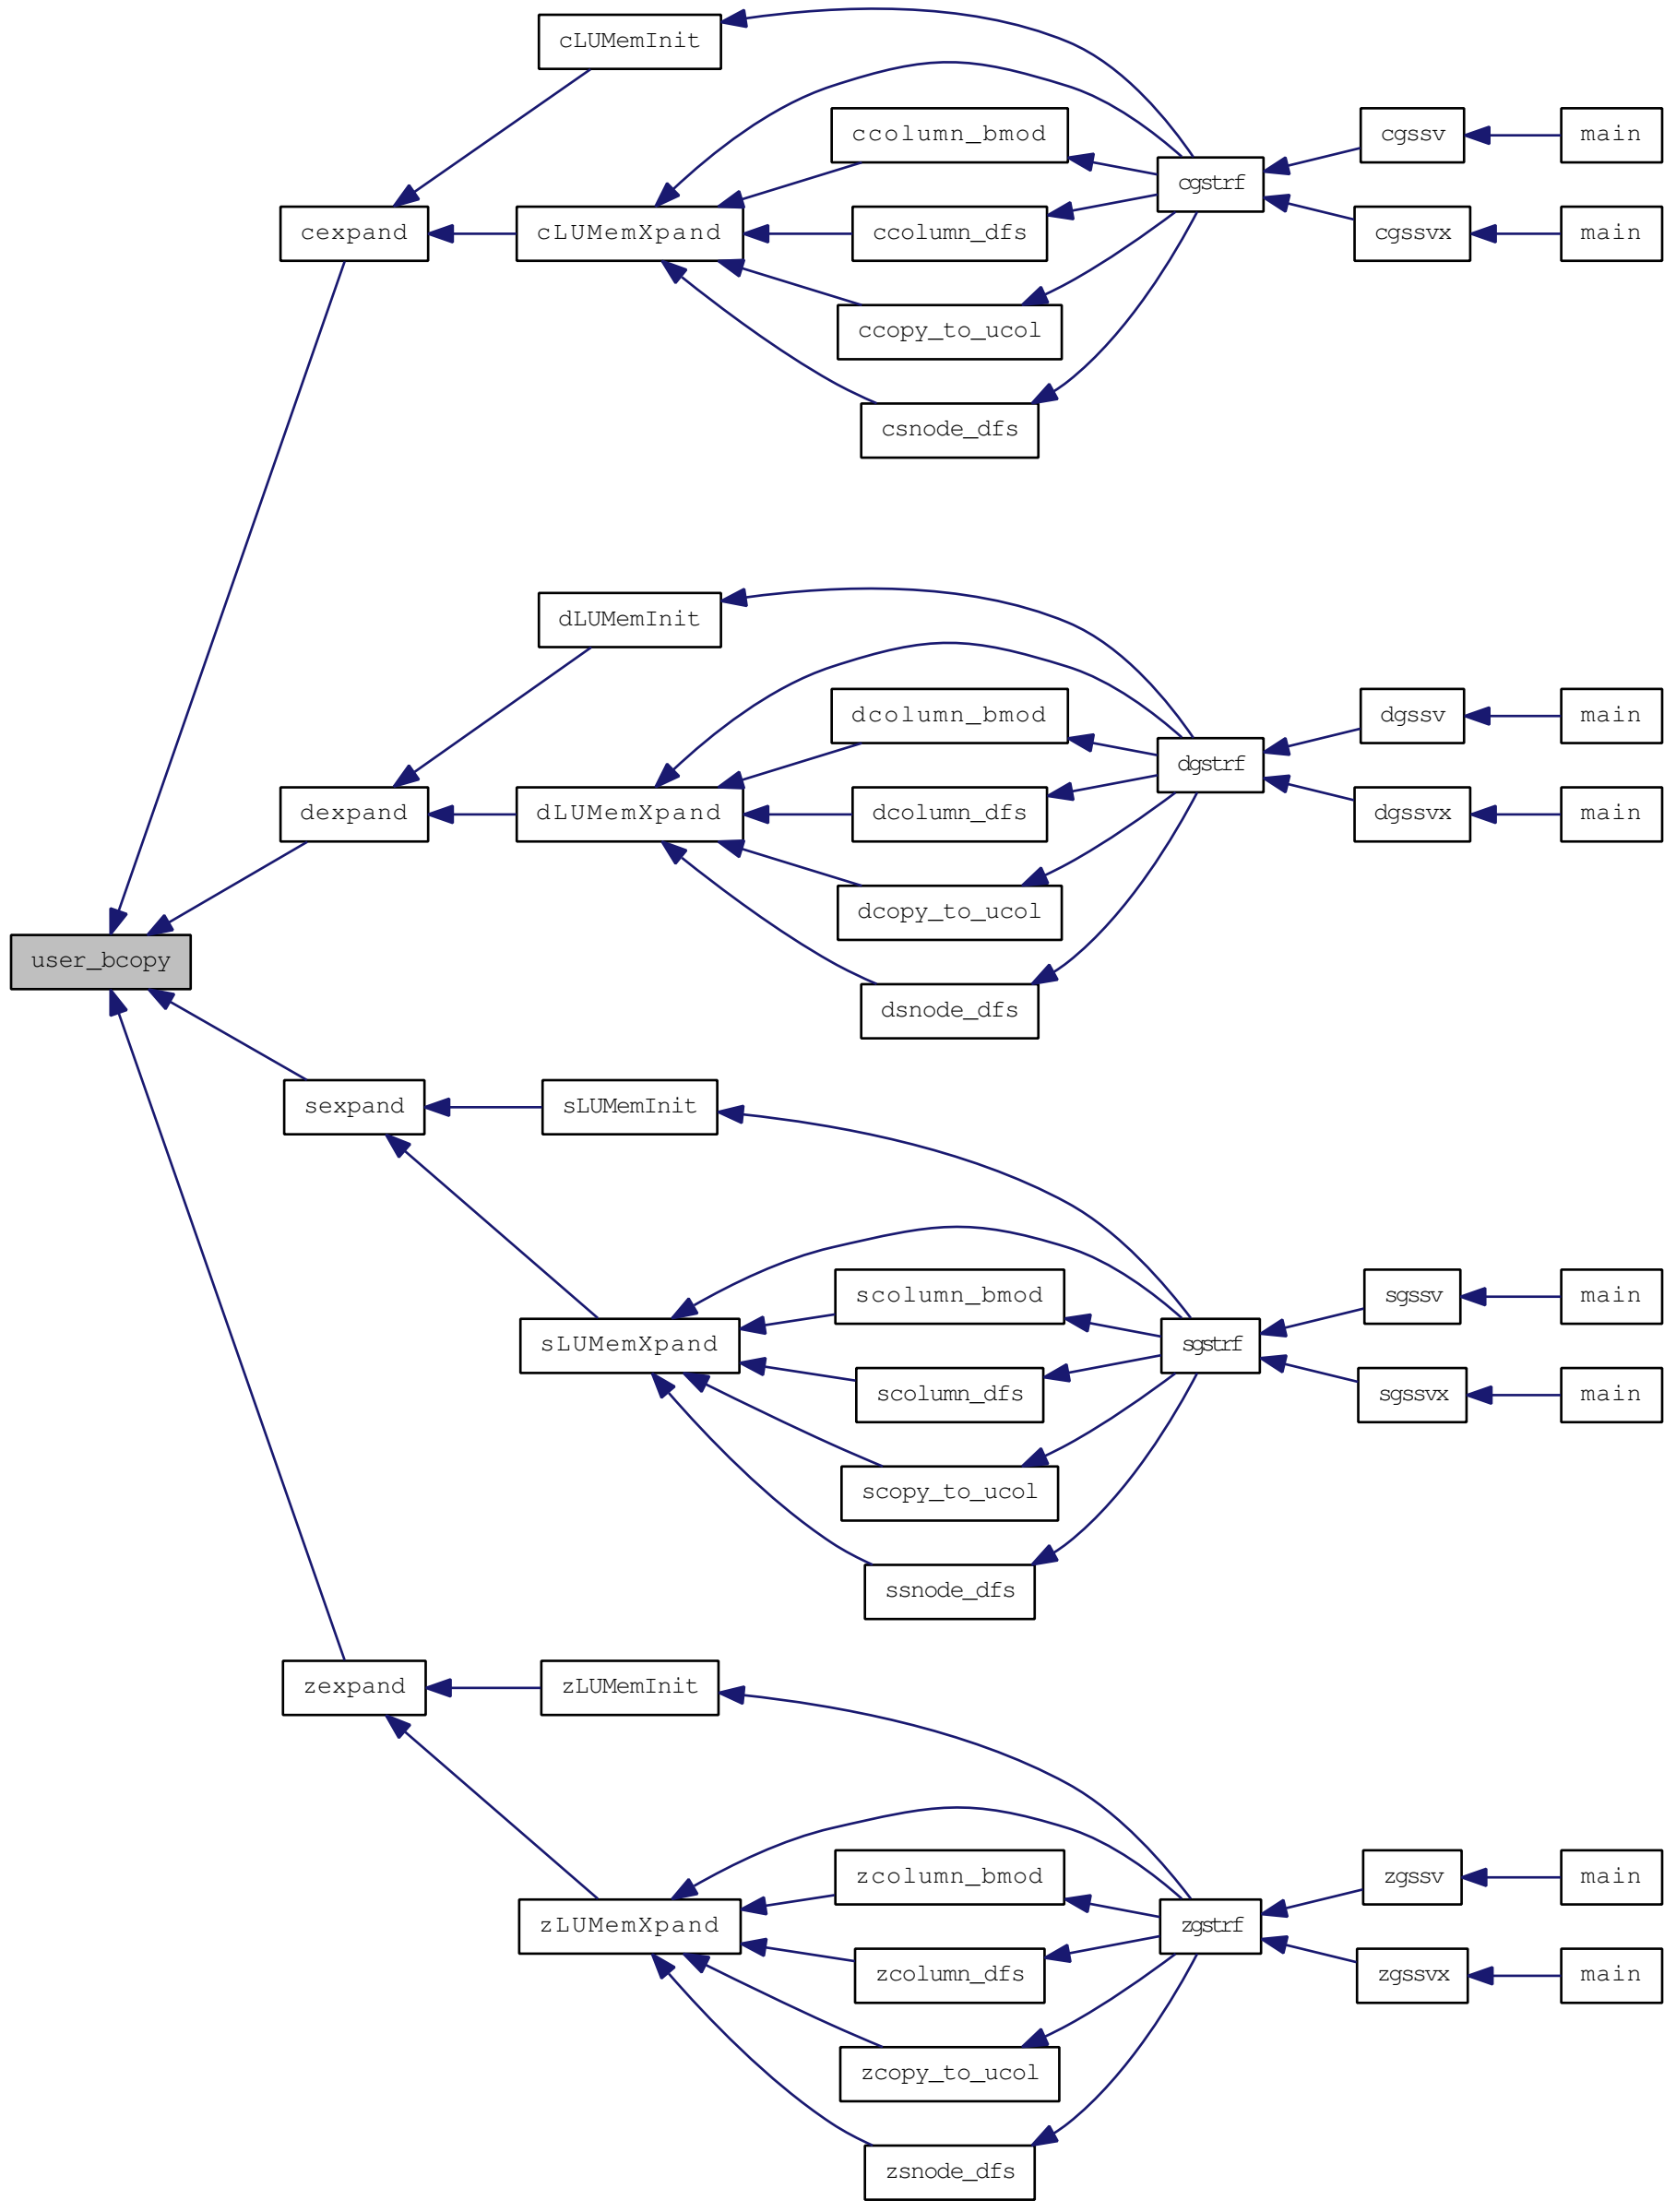 cLUMemInit
ccolumn_bmod
cgssv
main
cgstrf
cexpand
cLUMemXpand
ccolumn_dfs
cgssvx
main
ccopy_to_ucol
csnode_dfs
dLUMemInit
dcolumn_bmod
dgssv
main
dgstrf
dexpand
dLUMemXpand
dcolumn_dfs
dgssvx
main
dcopy_to_ucol
user_bcopy
dsnode_dfs
sexpand
sLUMemInit
scolumn_bmod
sgssv
main
sLUMemXpand
sgstrf
scolumn_dfs
sgssvx
main
scopy_to_ucol
ssnode_dfs
zexpand
zLUMemInit
zcolumn_bmod
zgssv
main
zLUMemXpand
zgstrf
zcolumn_dfs
zgssvx
main
zcopy_to_ucol
zsnode_dfs